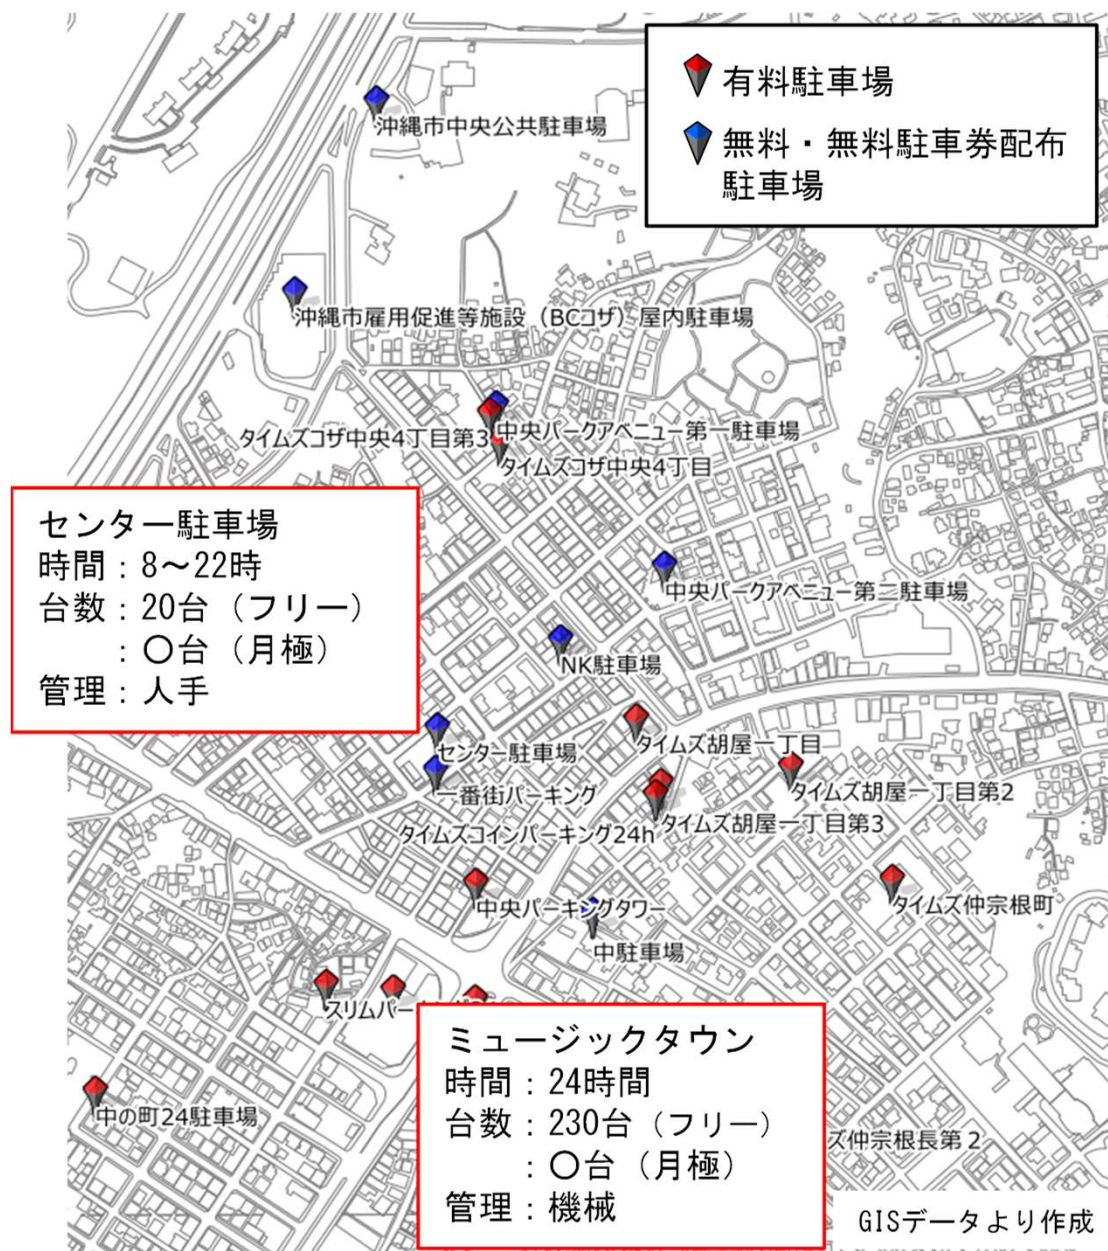 有料駐車場
無料・無料駐車券配布
駐車場
沖縄市中央公共駐車場
沖縄市雇用促進等施設（BCコザ）屋内駐車場
タイムズコザ中央4丁目第3
中央パークアベニュー第一駐車場
タイムズコザ中央4丁目
センター駐車場
時間：8～22時
台数：20台（フリー）
：〇台（月極）
管理：人手
中央パークアベニュー第二駐車場
NK駐車場
タイムズ胡屋一丁目
センター駐車場
一番街パーキング
タイムズ胡屋一丁目第2
タイムズコインパーキング24h
タイムズ胡屋一丁目第3
中央パーキングタワー
タイムズ仲宗根町
中駐車場
スリムパー
中の町24駐車場
ミュージックタウン
時間：24時間
台数：230台（フリー）
：〇台（月極）
管理：機械
ズ仲宗根長第2
GISデータより作成